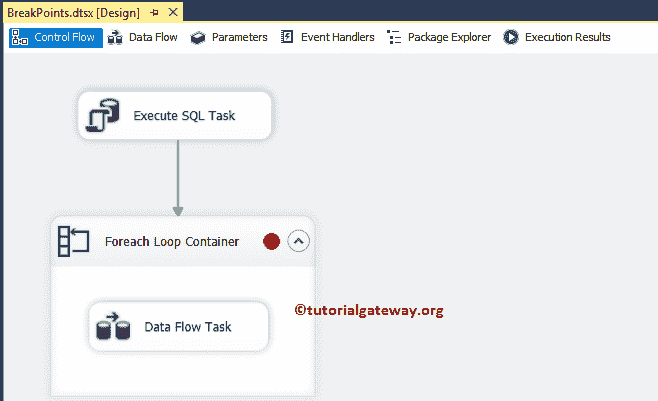 BreakPoints.dtsx [Design]
Control Flow Data Flow Parameters Event Handlers Package Explorer Execution Results
Execute SQL Task
Foreach Loop Container
©tutorialgateway.org
Data Flow Task